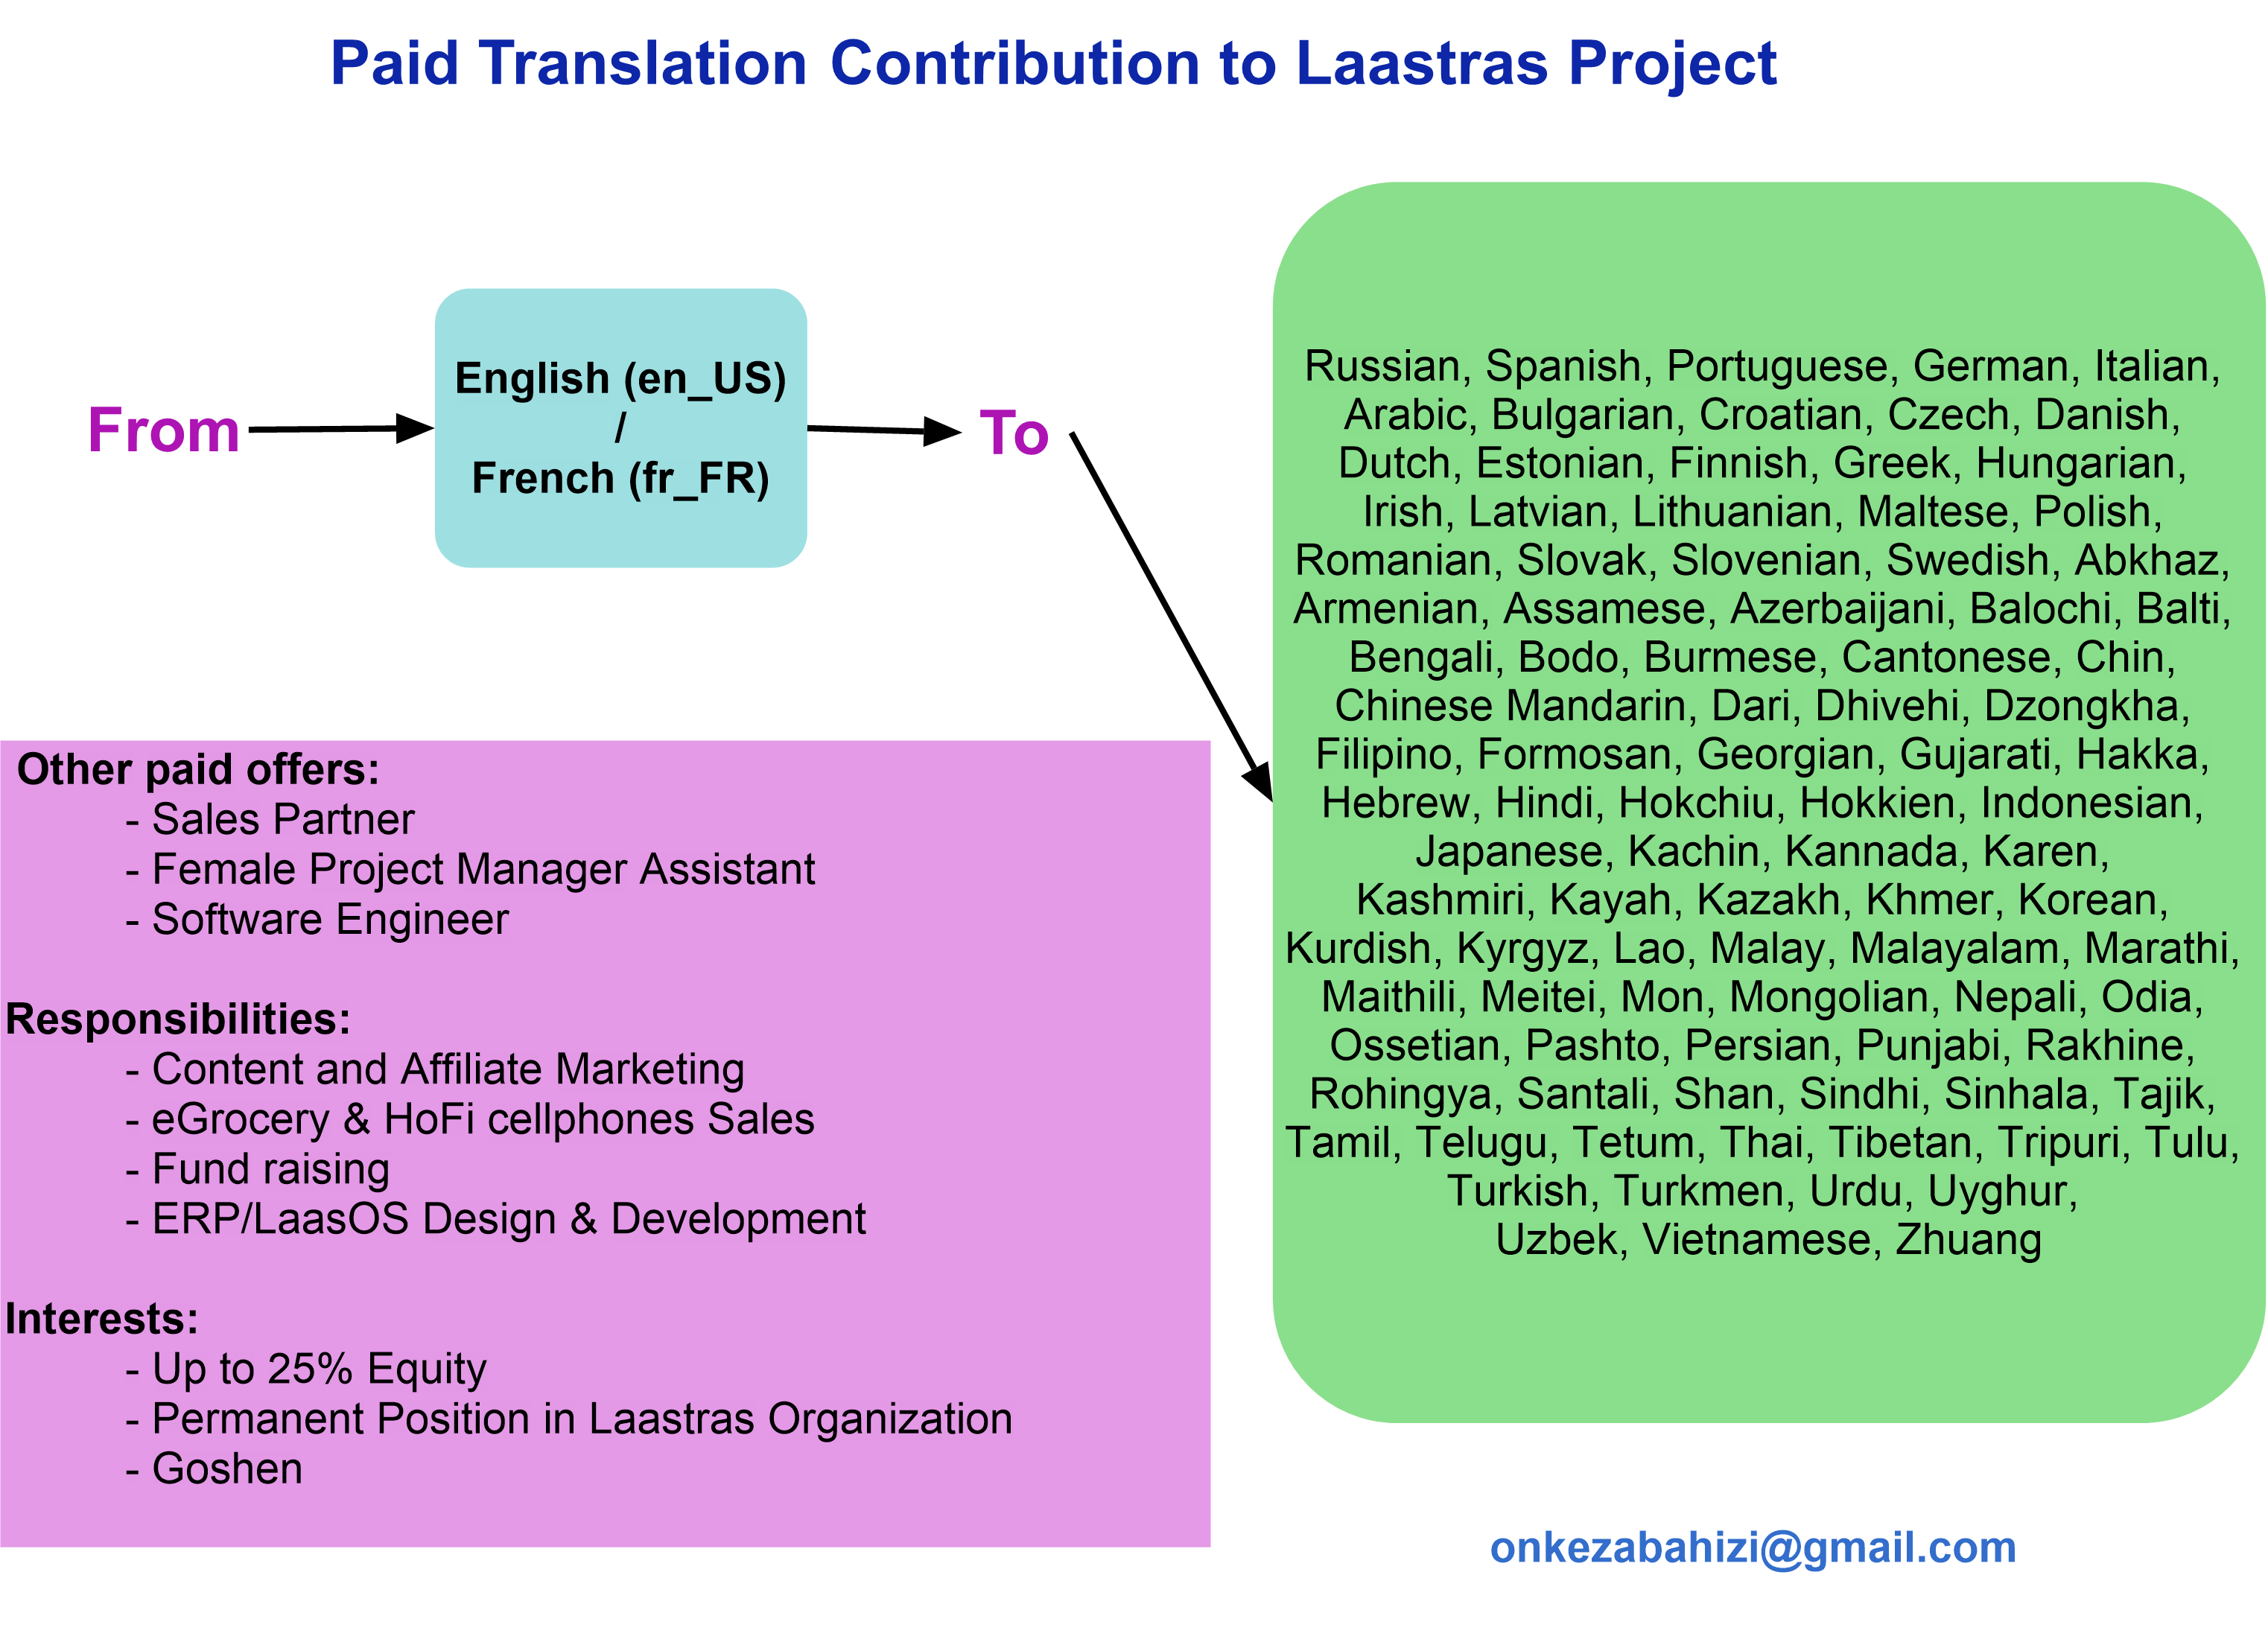 Paid Translation Contribution to Laastras Project
From
English (en_US)
/
French (fr_FR)
To
Russian, Spanish, Portuguese, German, Italian,
Arabic, Bulgarian, Croatian, Czech, Danish,
Dutch, Estonian, Finnish, Greek, Hungarian,
Irish, Latvian, Lithuanian, Maltese, Polish,
Romanian, Slovak, Slovenian, Swedish, Abkhaz,
Armenian, Assamese, Azerbaijani, Balochi, Balti,
Bengali, Bodo, Burmese, Cantonese, Chin,
Chinese Mandarin, Dari, Dhivehi, Dzongkha,
Filipino, Formosan, Georgian, Gujarati, Hakka,
Hebrew, Hindi, Hokchiu, Hokkien, Indonesian,
Japanese, Kachin, Kannada, Karen,
Kashmiri, Kayah, Kazakh, Khmer, Korean,
Kurdish, Kyrgyz, Lao, Malay, Malayalam, Marathi,
Maithili, Meitei, Mon, Mongolian, Nepali, Odia,
Ossetian, Pashto, Persian, Punjabi, Rakhine,
Rohingya, Santali, Shan, Sindhi, Sinhala, Tajik,
Tamil, Telugu, Tetum, Thai, Tibetan, Tripuri, Tulu,
Turkish, Turkmen, Urdu, Uyghur,
Uzbek, Vietnamese, Zhuang
Other paid offers:
- Sales Partner
- Female Project Manager Assistant
- Software Engineer
Responsibilities:
- Content and Affiliate Marketing
- eGrocery & HoFi cellphones Sales
- Fund raising
- ERP/LaasOS Design & Development
Interests:
- Up to 25% Equity
- Permanent Position in Laastras Organization
- Goshen
onkezabahizi@gmail.com